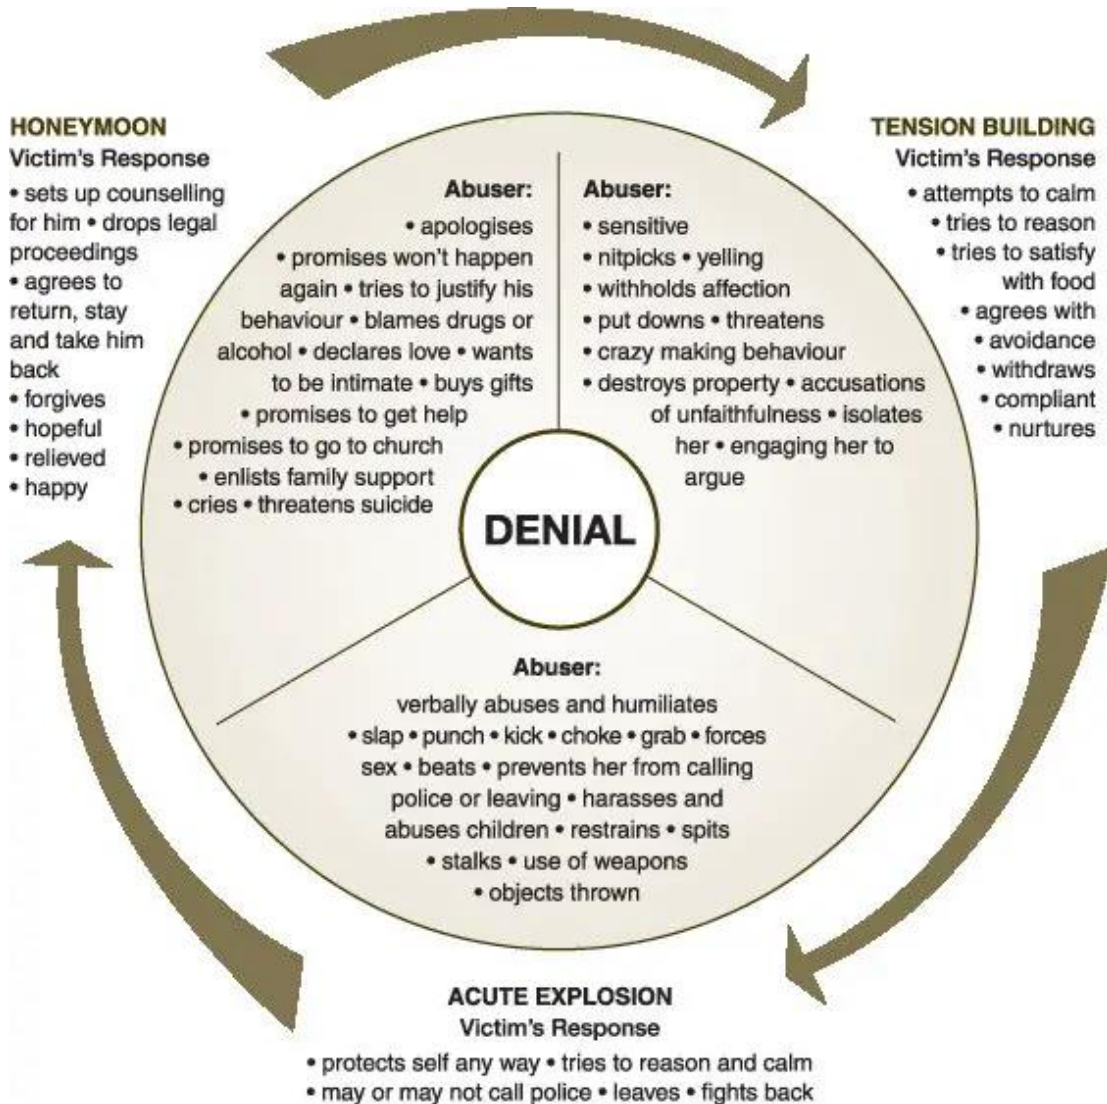 HONEYMOON
Victim's Response
• sets up counselling
for him • drops legal
proceedings
• agrees to
return, stay
and take him
back
• forgives
• hopeful
• relieved
• happy
Abuser:
• apologises
• promises won't happen
again • tries to justify his
behaviour • blames drugs or
alcohol • declares love • wants
to be intimate • buys gifts
• promises to get help
• promises to go to church
• enlists family support
• cries • threatens suicide
Abuser:
• sensitive
• nitpicks • yelling
• withholds affection
• put downs • threatens
• crazy making behaviour
• destroys property • accusations
of unfaithfulness • isolates
her • engaging her to
argue
TENSION BUILDING
Victim's Response
• attempts to calm
• tries to reason
• tries to satisfy
with food
• agrees with
• avoidance
• withdraws
• compliant
• nurtures
DENIAL
Abuser:
verbally abuses and humiliates
• slap • punch • kick • choke • grab • forces
sex • beats • prevents her from calling
police or leaving • harasses and
abuses children • restrains • spits
• stalks • use of weapons
• objects thrown
ACUTE EXPLOSION
Victim's Response
• protects self any way • tries to reason and calm
• may or may not call police • leaves • fights back